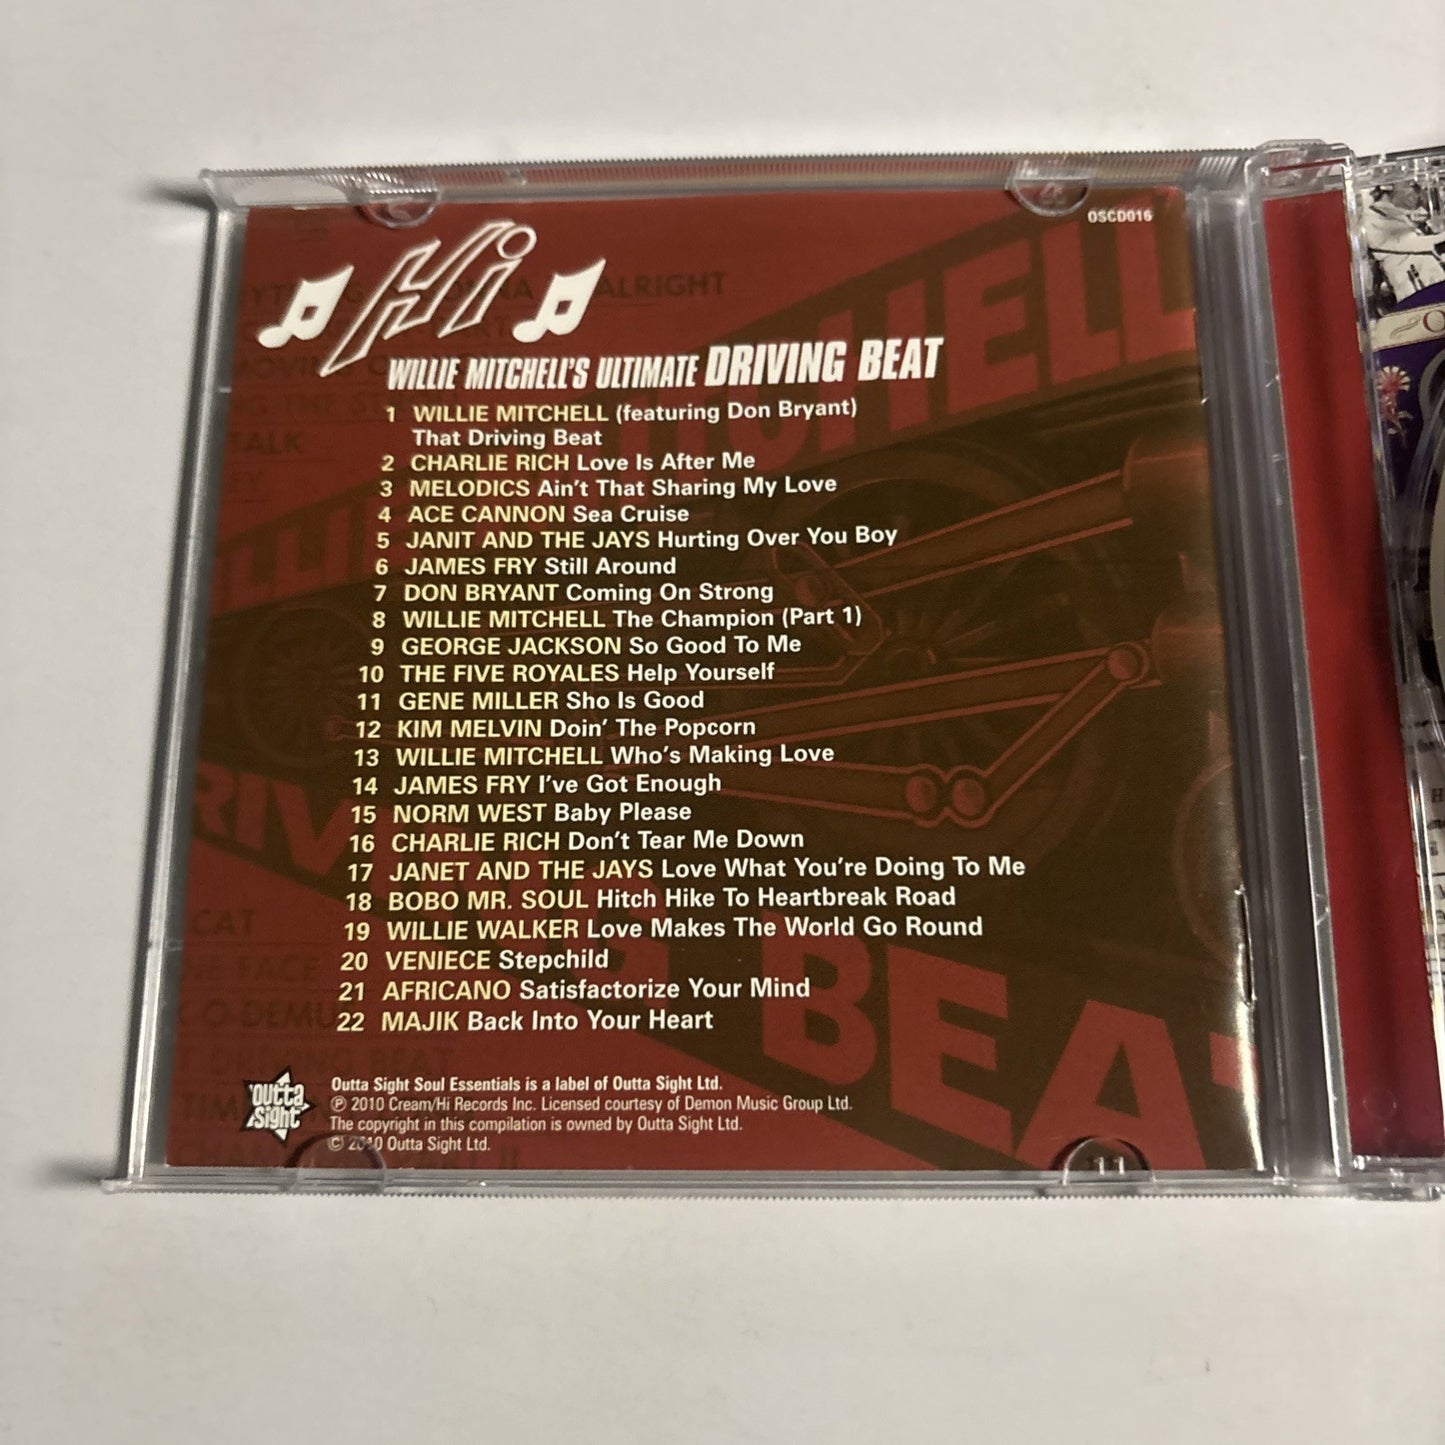 OSCD016
Hi
WILLIE MITCHELL'S ULTIMATE DRIVING BEAT
1 WILLIE MITCHELL (featuring Don Bryant)
That Driving Beat
2 CHARLIE RICH Love Is After Me
3 MELODICS Ain't That Sharing My Love
4 ACE CANNON Sea Cruise
5 JANIT AND THE JAYS Hurting Over You Boy
6 JAMES FRY Still Around
7 DON BRYANT Coming On Strong
8 WILLIE MITCHELL The Champion (Part 1)
9 GEORGE JACKSON So Good To Me
10 THE FIVE ROYALES Help Yourself
11 GENE MILLER Sho Is Good
12 KIM MELVIN Doin' The Popcorn
13 WILLIE MITCHELL Who's Making Love
14 JAMES FRY I've Got Enough
15 NORM WEST Baby Please
16 CHARLIE RICH Don't Tear Me Down
17 JANET AND THE JAYS Love What You're Doing To Me
18 BOBO MR. SOUL Hitch Hike To Heartbreak Road
19 WILLIE WALKER Love Makes The World Go Round
20 VENIECE Stepchild
21 AFRICANO Satisfactorize Your Mind
22 MAJIK Back Into Your Heart
outta
sight
Outta Sight Soul Essentials is a label of Outta Sight Ltd.
℗ 2010 Cream/Hi Records Inc. Licensed courtesy of Demon Music Group Ltd.
The copyright in this compilation is owned by Outta Sight Ltd.
© 2010 Outta Sight Ltd.
ALRIGHT
TALK
CAT
BEAT